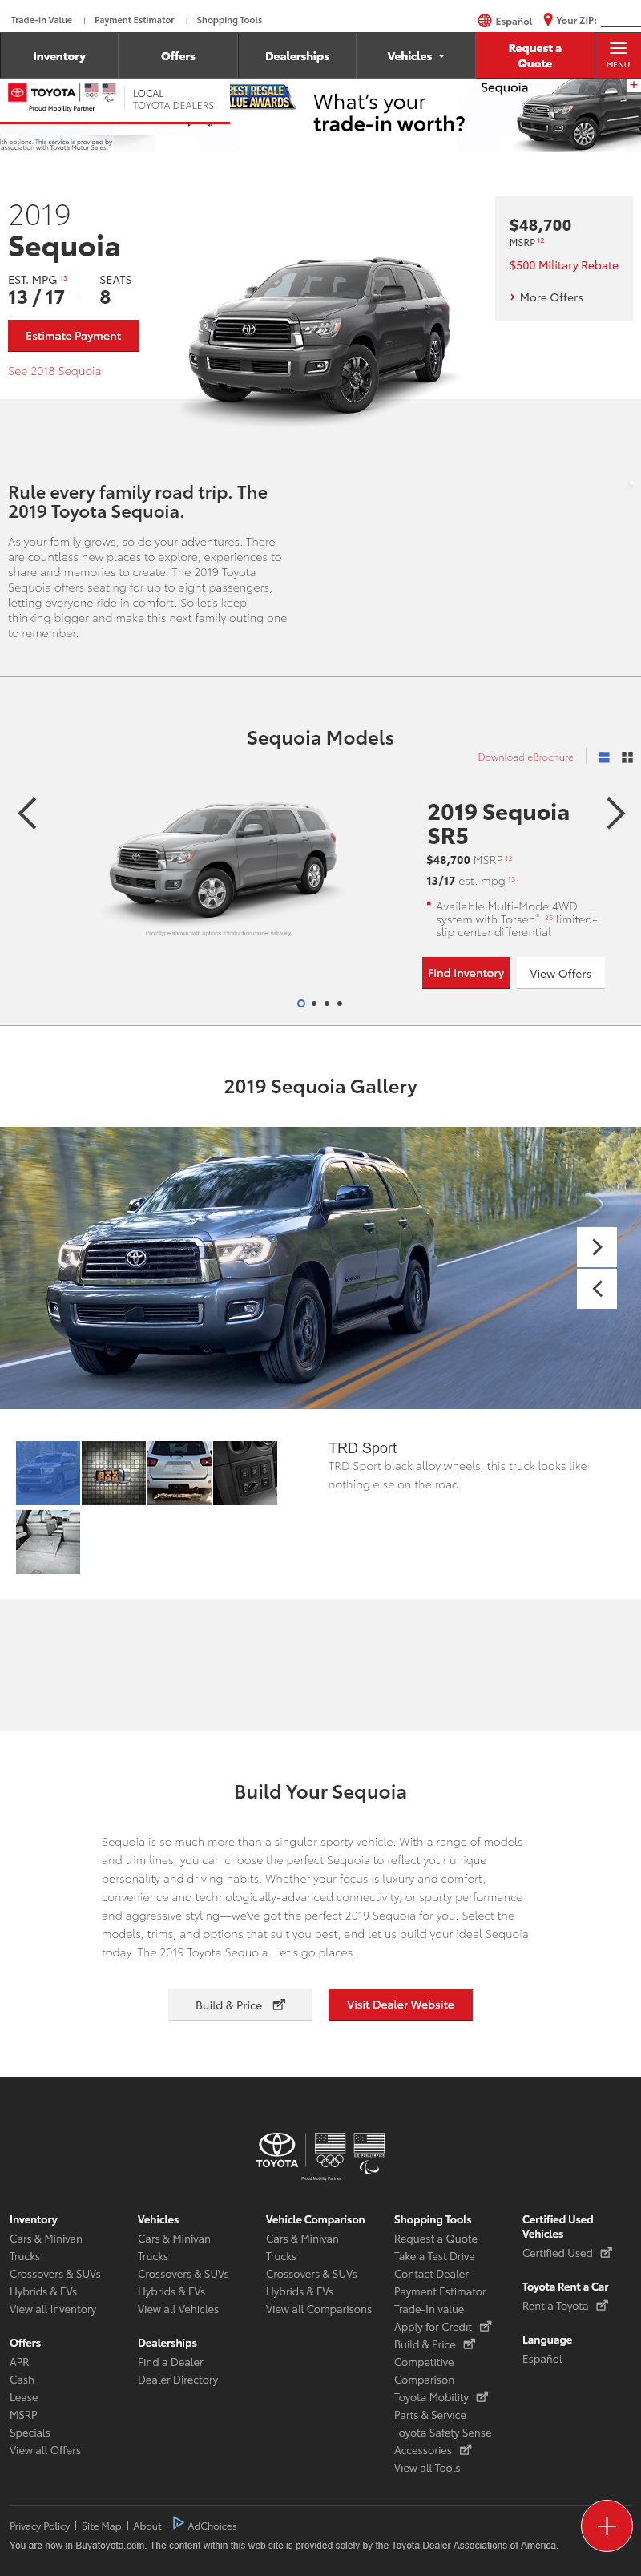 Trade-In Value | Payment Estimator | Shopping Tools
Español Your ZIP:
Inventory Offers Dealerships Vehicles Request a Quote MENU
TOYOTA LOCAL
TOYOTA DEALERS
Proud Mobility Partner
BEST RESALE
VALUE AWARDS
What's your
trade-in worth?
Sequoia
+
ith options. This service is provided by
association with Toyota Motor Sales.
2019
Sequoia
EST. MPG 13 SEATS
13 / 17 8
Estimate Payment
See 2018 Sequoia
$48,700
MSRP 12
$500 Military Rebate
More Offers
Rule every family road trip. The
2019 Toyota Sequoia.
As your family grows, so do your adventures. There
are countless new places to explore, experiences to
share and memories to create. The 2019 Toyota
Sequoia offers seating for up to eight passengers,
letting everyone ride in comfort. So let's keep
thinking bigger and make this next family outing one
to remember.
Sequoia Models
Download eBrochure
2019 Sequoia
SR5
$48,700 MSRP 12
13/17 est. mpg 13
Available Multi-Mode 4WD
system with Torsen® 25 limited-
slip center differential
Prototype shown with options. Production model will vary.
Find Inventory View Offers
2019 Sequoia Gallery
TRD Sport
TRD Sport black alloy wheels, this truck looks like
nothing else on the road.
Build Your Sequoia
Sequoia is so much more than a singular sporty vehicle. With a range of models
and trim lines, you can choose the perfect Sequoia to reflect your unique
personality and driving habits. Whether your focus is luxury and comfort,
convenience and technologically-advanced connectivity, or sporty performance
and aggressive styling—we've got the perfect 2019 Sequoia for you. Select the
models, trims, and options that suit you best, and let us build your ideal Sequoia
today. The 2019 Toyota Sequoia. Let's go places.
Build & Price Visit Dealer Website
TOYOTA
Proud Mobility Partner
Inventory
Cars & Minivan
Trucks
Crossovers & SUVs
Hybrids & EVs
View all Inventory
Offers
APR
Cash
Lease
MSRP
Specials
View all Offers
Vehicles
Cars & Minivan
Trucks
Crossovers & SUVs
Hybrids & EVs
View all Vehicles
Dealerships
Find a Dealer
Dealer Directory
Vehicle Comparison
Cars & Minivan
Trucks
Crossovers & SUVs
Hybrids & EVs
View all Comparisons
Shopping Tools
Request a Quote
Take a Test Drive
Contact Dealer
Payment Estimator
Trade-In value
Apply for Credit
Build & Price
Competitive
Comparison
Toyota Mobility
Parts & Service
Toyota Safety Sense
Accessories
View all Tools
Certified Used
Vehicles
Certified Used
Toyota Rent a Car
Rent a Toyota
Language
Español
Privacy Policy | Site Map | About | AdChoices
You are now in Buyatoyota.com. The content within this web site is provided solely by the Toyota Dealer Associations of America.